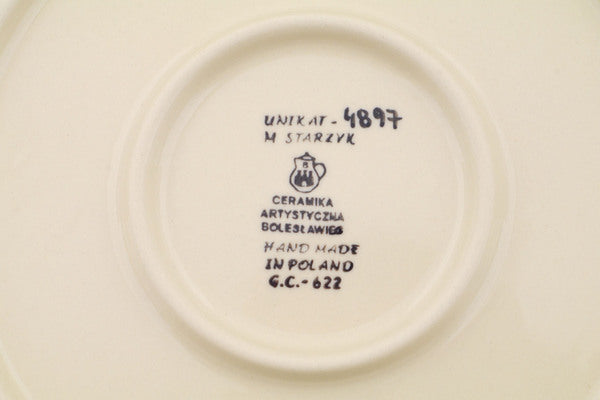 UNIKAT - 4897
M STARZYK
B
CERAMIKA
ARTYSTYCZNA
BOLESŁAWIEC
HAND MADE
IN POLAND
G.C.-622